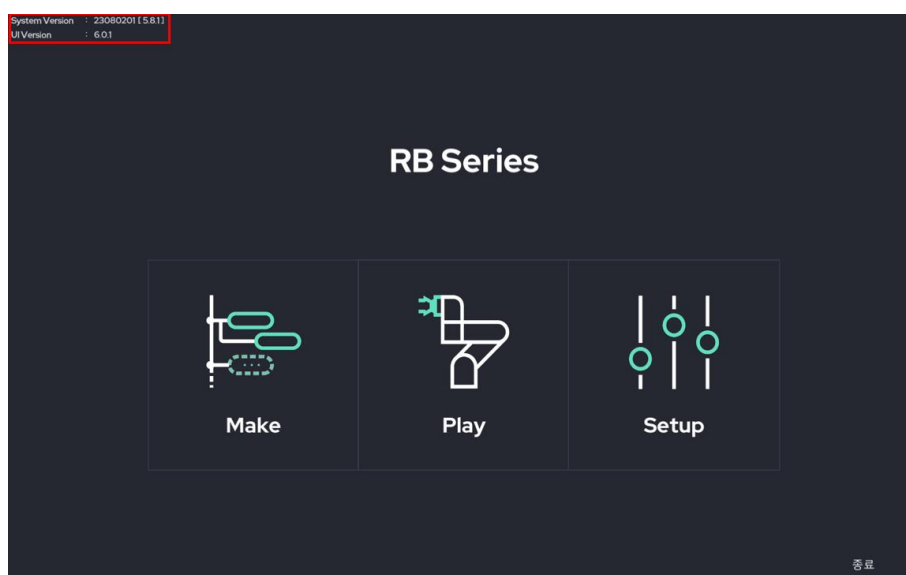 System Version : 23080201 [ 5.8.1 ]
UI Version : 6.0.1
RB Series
Make
Play
Setup
종료